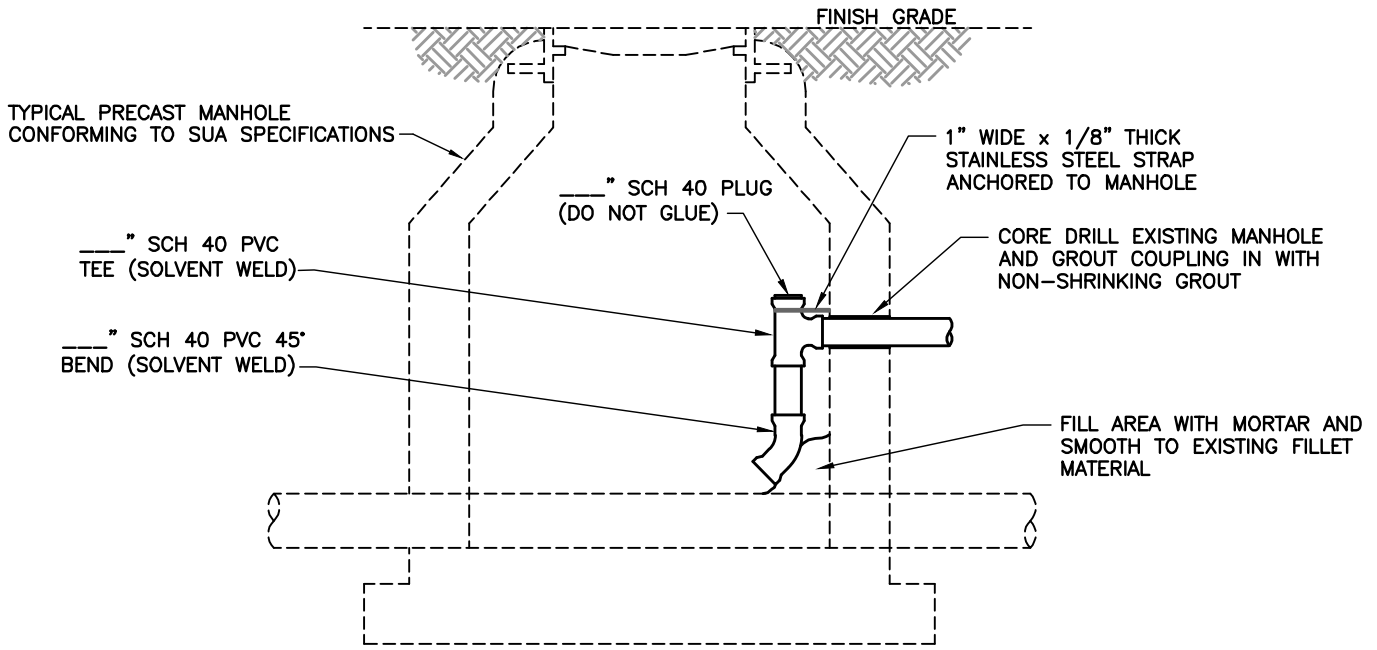 FINISH GRADE
TYPICAL PRECAST MANHOLE
CONFORMING TO SUA SPECIFICATIONS
1" WIDE x 1/8" THICK
STAINLESS STEEL STRAP
ANCHORED TO MANHOLE
___" SCH 40 PLUG
(DO NOT GLUE)
___" SCH 40 PVC
TEE (SOLVENT WELD)
CORE DRILL EXISTING MANHOLE
AND GROUT COUPLING IN WITH
NON-SHRINKING GROUT
___" SCH 40 PVC 45°
BEND (SOLVENT WELD)
FILL AREA WITH MORTAR AND
SMOOTH TO EXISTING FILLET
MATERIAL